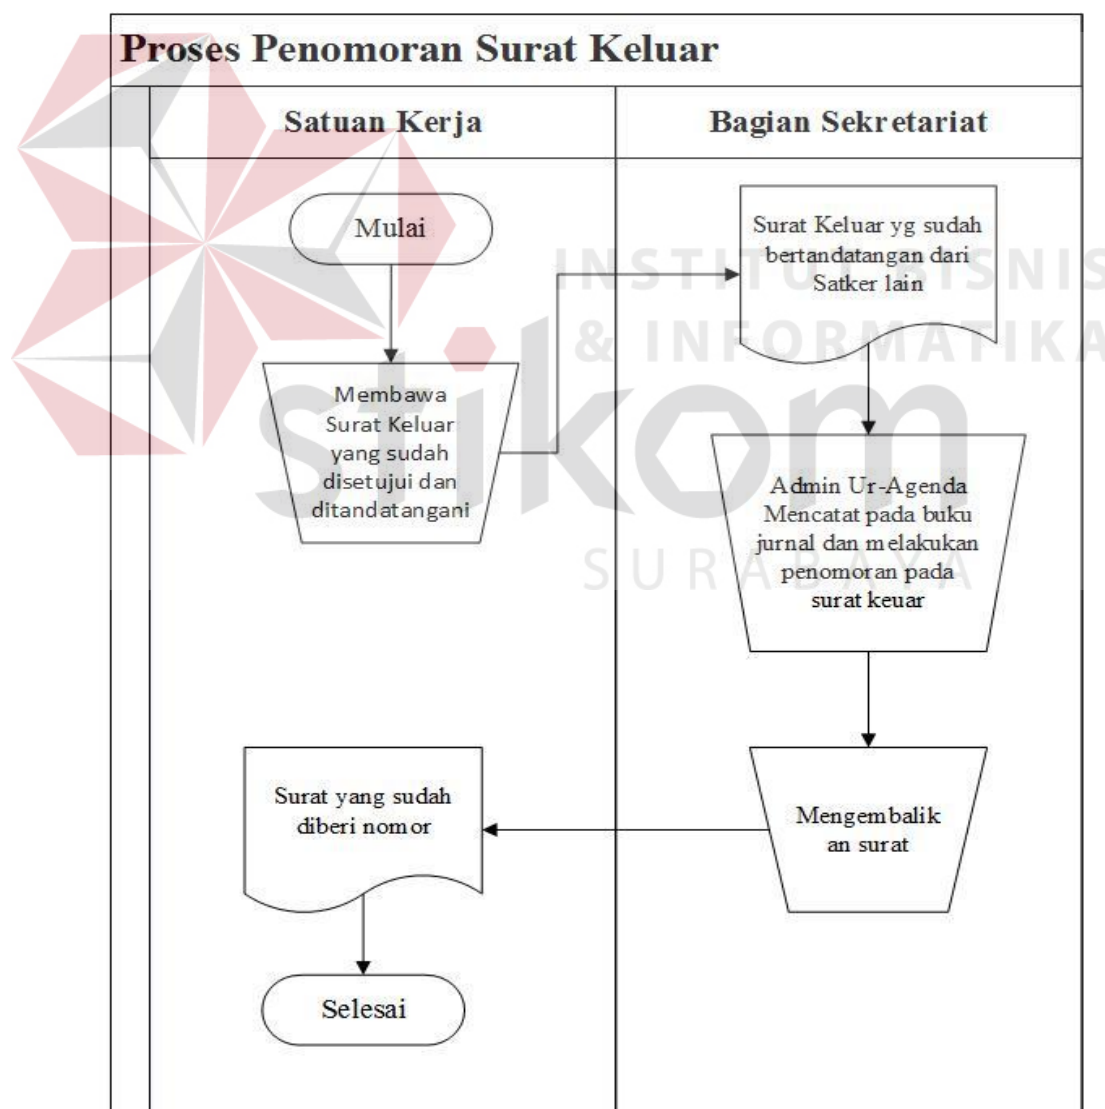 Proses Penomoran Surat Keluar
Satuan Kerja
Bagian Sekretariat
Mulai
Membawa
Surat Keluar
yang sudah
disetujui dan
ditandatangani
Surat Keluar yg sudah
bertandatangan dari
Satker lain
Admin Ur-Agenda
Mencatat pada buku
jurnal dan melakukan
penomoran pada
surat keuar
Mengembalik
an surat
Surat yang sudah
diberi nomor
Selesai
INSTITUT BISNIS
& INFORMATIKA
stikom
SURABAYA